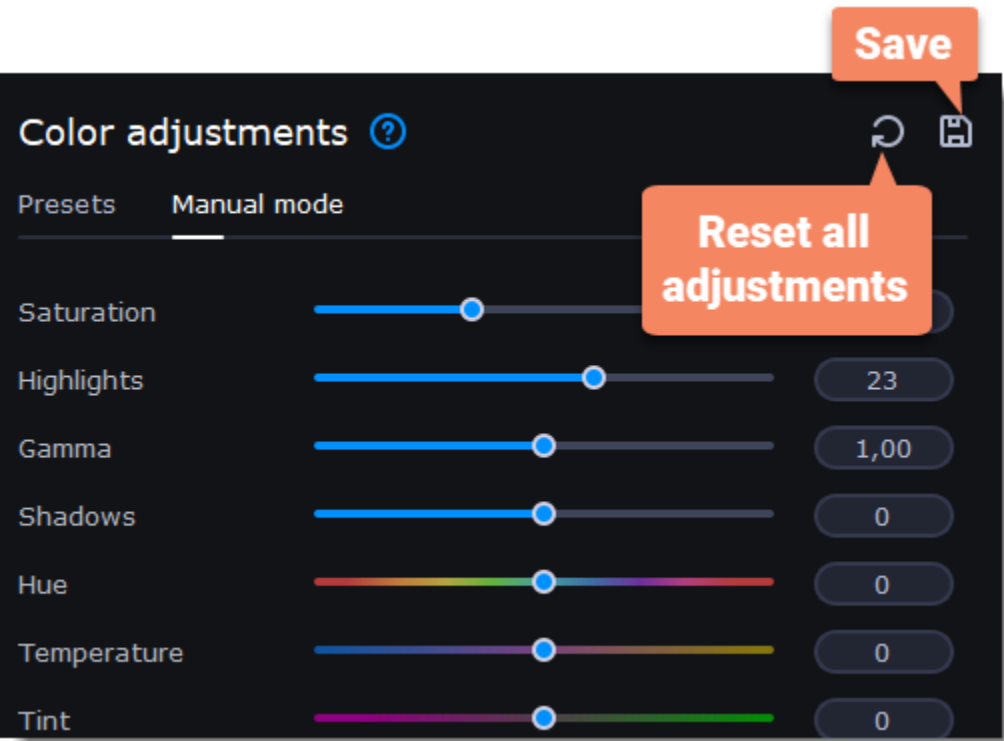 Save
Color adjustments ?
Presets Manual mode
Reset all
adjustments
Saturation
Highlights 23
Gamma 1,00
Shadows 0
Hue 0
Temperature 0
Tint 0